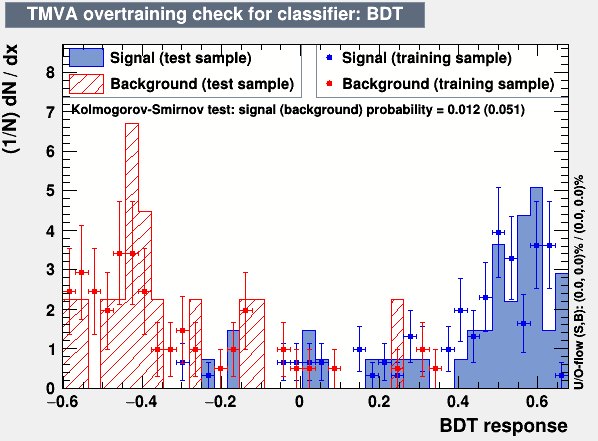 TMVA overtraining check for classifier: BDT
(1/N) dN / dx
Signal (test sample)
Background (test sample)
Signal (training sample)
Background (training sample)
Kolmogorov-Smirnov test: signal (background) probability = 0.012 (0.051)
8
7
6
5
4
3
2
1
0
−0.6 −0.4 −0.2 0 0.2 0.4 0.6
BDT response
U/O-flow (S,B): (0.0, 0.0)% / (0.0, 0.0)%